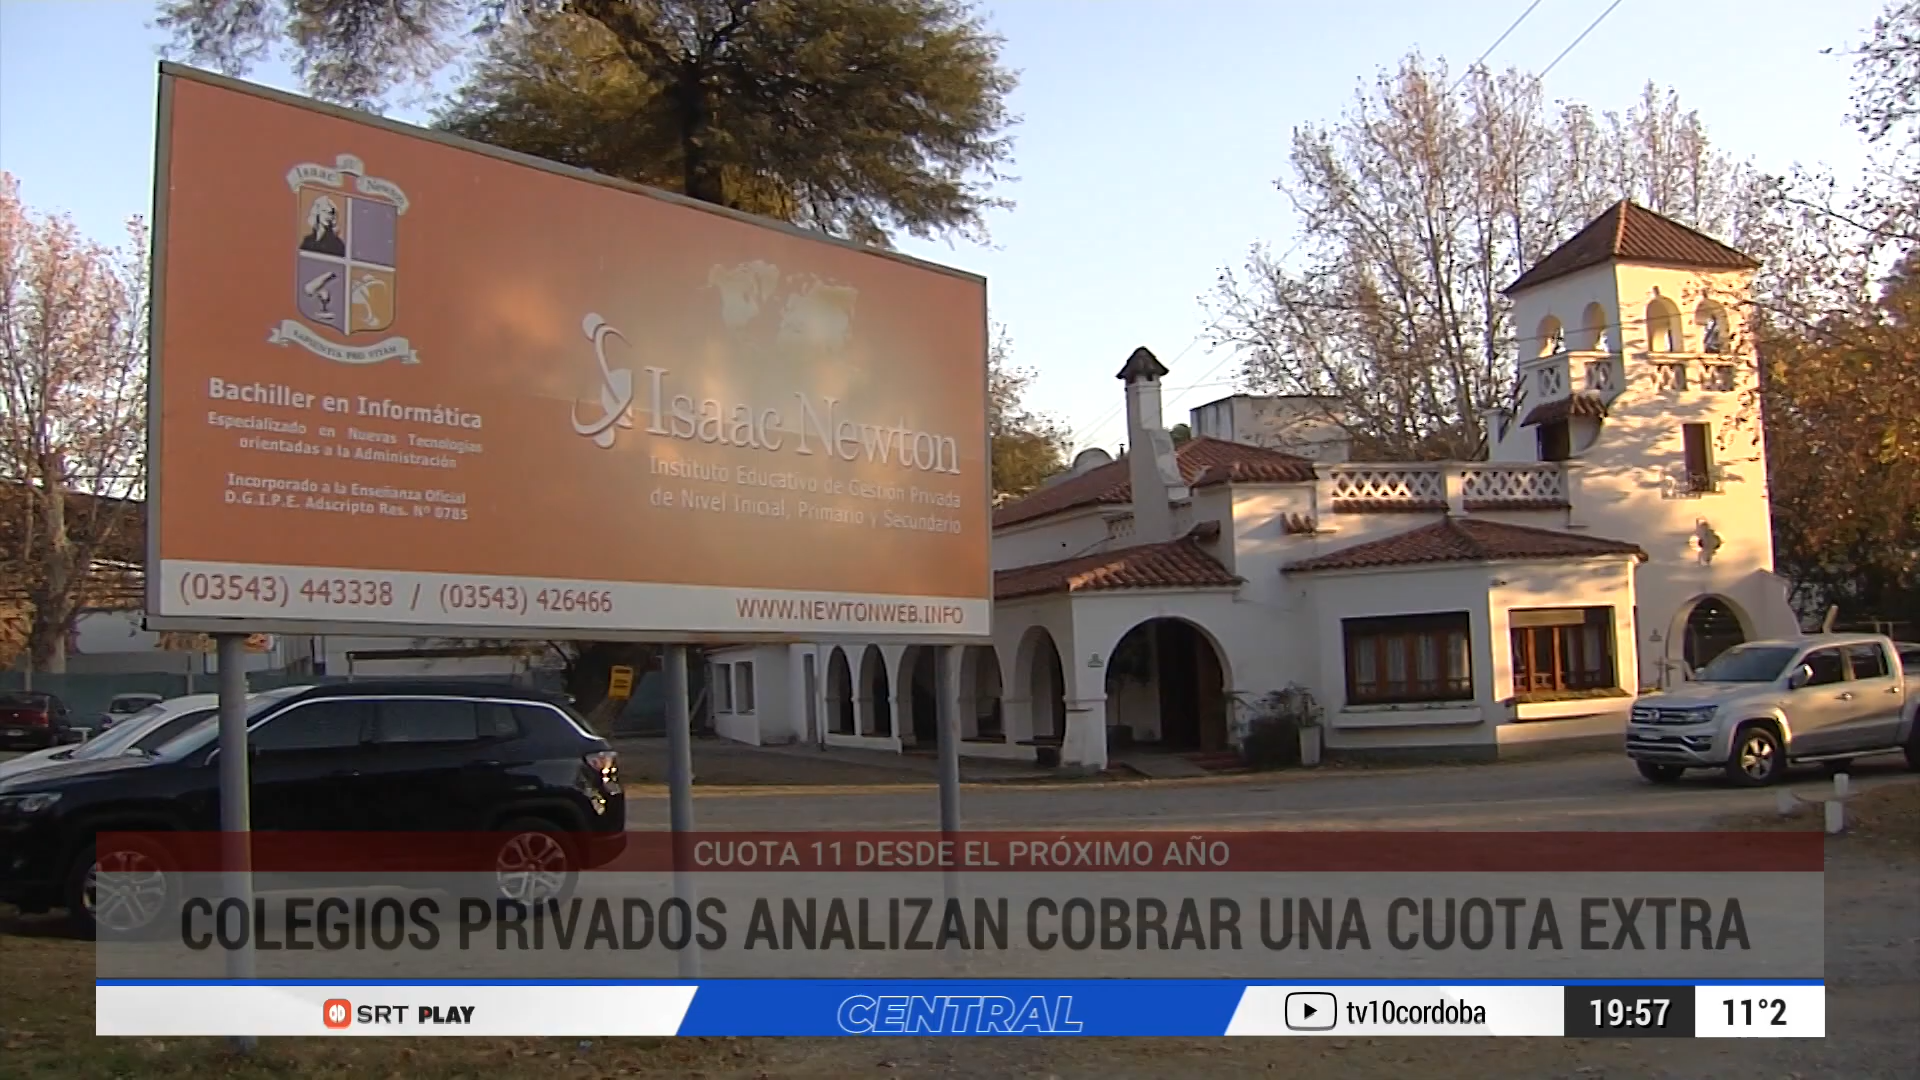 Isaac Newton
SAPIENTIA PRO VITAM
Bachiller en Informática
Especializado en Nuevas Tecnologías
orientadas a la Administración
Incorporado a la Enseñanza Oficial
D.G.I.P.E. Adscripto Res. Nº 0785
Isaac Newton
Instituto Educativo de Gestión Privada
de Nivel Inicial, Primario y Secundario
(03543) 443338 / (03543) 426466
WWW.NEWTONWEB.INFO
CUOTA 11 DESDE EL PRÓXIMO AÑO
COLEGIOS PRIVADOS ANALIZAN COBRAR UNA CUOTA EXTRA
SRT PLAY
CENTRAL
tv10cordoba
19:57
11°2